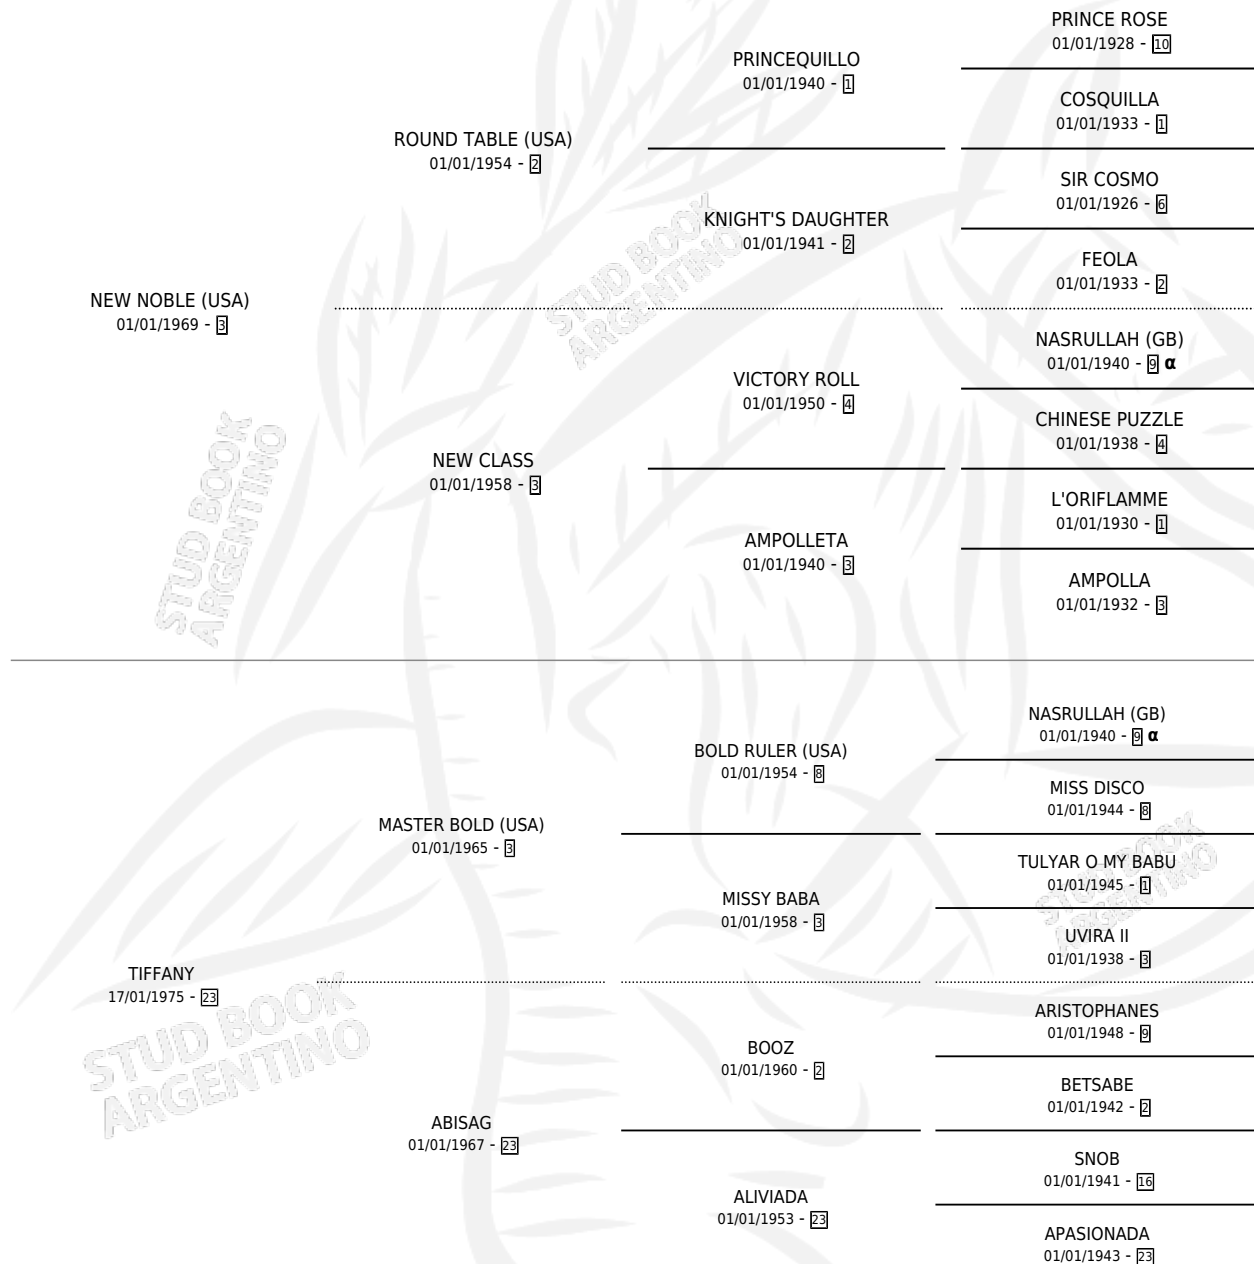 PRINCE ROSE
01/01/1928 - 10
PRINCEQUILLO
01/01/1940 - 1
COSQUILLA
01/01/1933 - 1
ROUND TABLE (USA)
01/01/1954 - 2
SIR COSMO
01/01/1926 - 6
KNIGHT'S DAUGHTER
01/01/1941 - 2
FEOLA
01/01/1933 - 2
NEW NOBLE (USA)
01/01/1969 - 3
NASRULLAH (GB)
01/01/1940 - 9 α
VICTORY ROLL
01/01/1950 - 4
CHINESE PUZZLE
01/01/1938 - 4
NEW CLASS
01/01/1958 - 3
L'ORIFLAMME
01/01/1930 - 1
AMPOLLETA
01/01/1940 - 3
AMPOLLA
01/01/1932 - 3
NASRULLAH (GB)
01/01/1940 - 9 α
BOLD RULER (USA)
01/01/1954 - 8
MISS DISCO
01/01/1944 - 8
MASTER BOLD (USA)
01/01/1965 - 3
TULYAR O MY BABU
01/01/1945 - 1
MISSY BABA
01/01/1958 - 3
UVIRA II
01/01/1938 - 3
TIFFANY
17/01/1975 - 23
ARISTOPHANES
01/01/1948 - 9
BOOZ
01/01/1960 - 2
BETSABE
01/01/1942 - 2
ABISAG
01/01/1967 - 23
SNOB
01/01/1941 - 16
ALIVIADA
01/01/1953 - 23
APASIONADA
01/01/1943 - 23
STUD BOOK
ARGENTINO
STUD BOOK
ARGENTINO
STUD BOOK
ARGENTINO
STUD BOOK
ARGENTINO